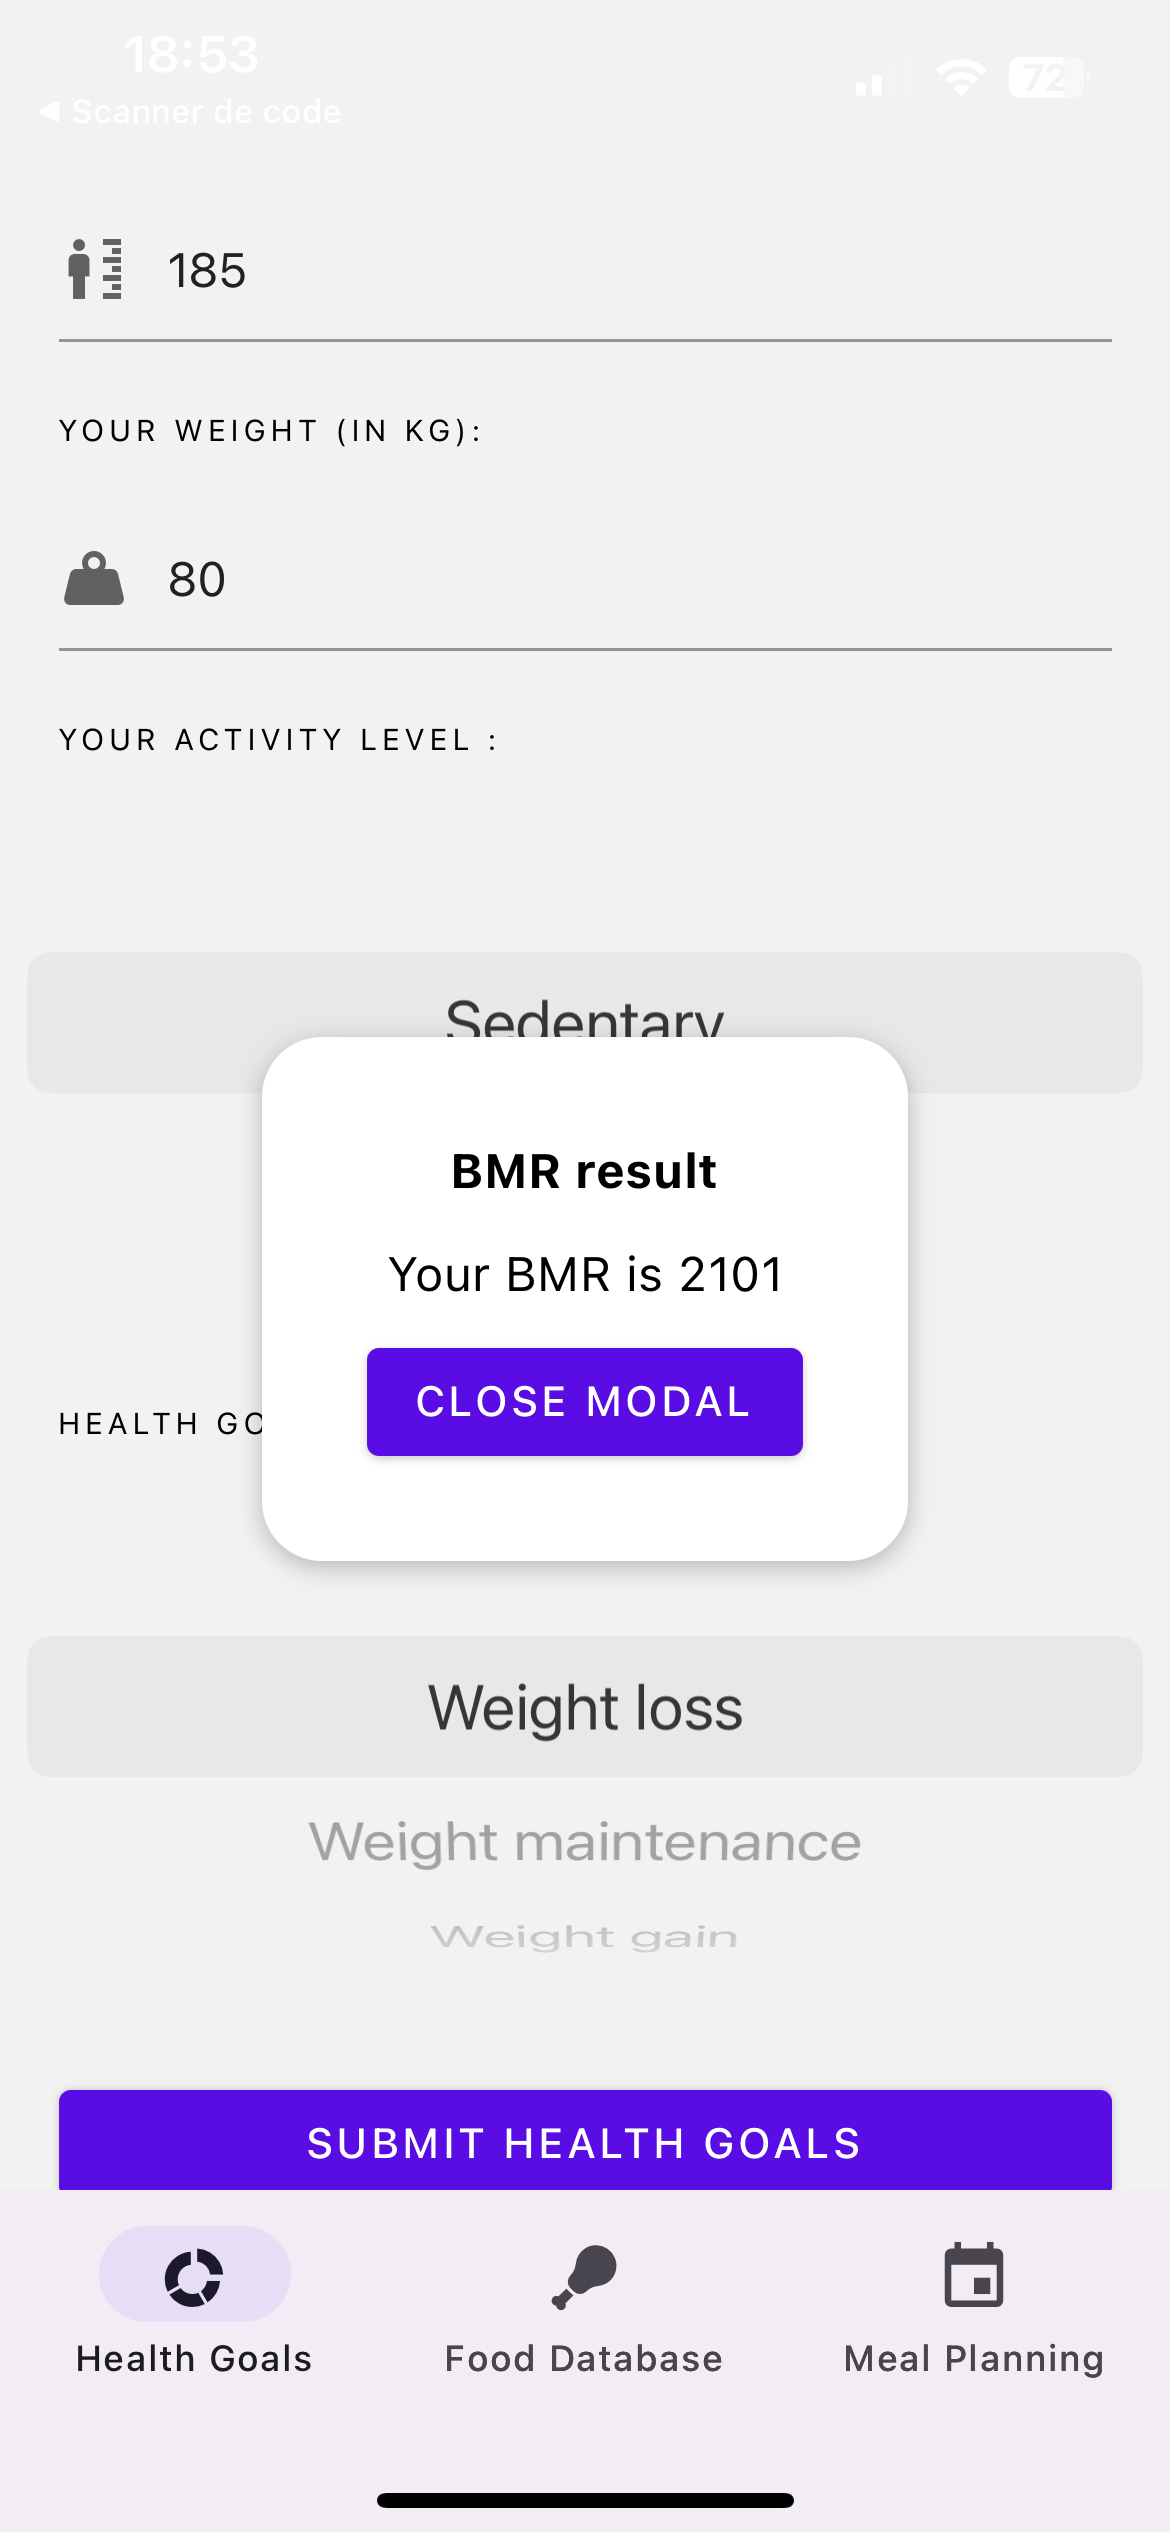 18:53
72
◀ Scanner de code
185
YOUR WEIGHT (IN KG):
80
YOUR ACTIVITY LEVEL :
Sedentary
BMR result
Your BMR is 2101
CLOSE MODAL
HEALTH GO
Weight loss
Weight maintenance
Weight gain
SUBMIT HEALTH GOALS
Health Goals
Food Database
Meal Planning